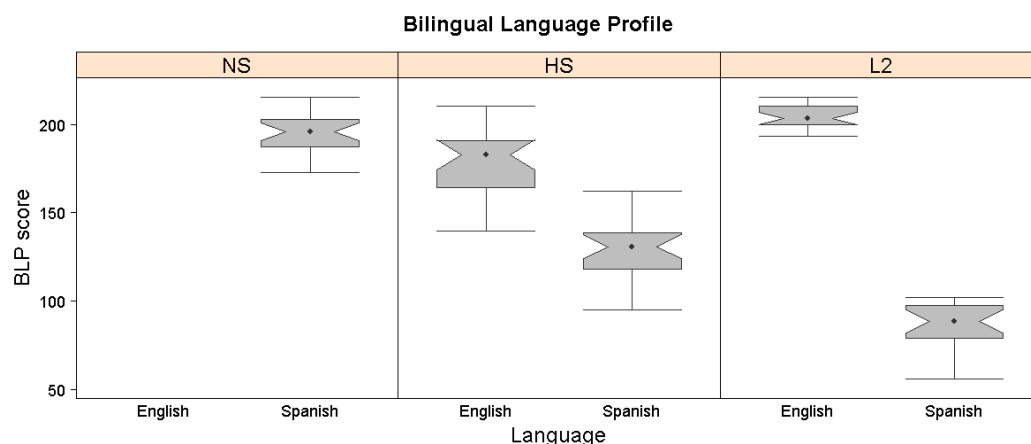 Bilingual Language Profile
NS HS L2
BLP score
200
150
100
50
English Spanish English Spanish English Spanish
Language